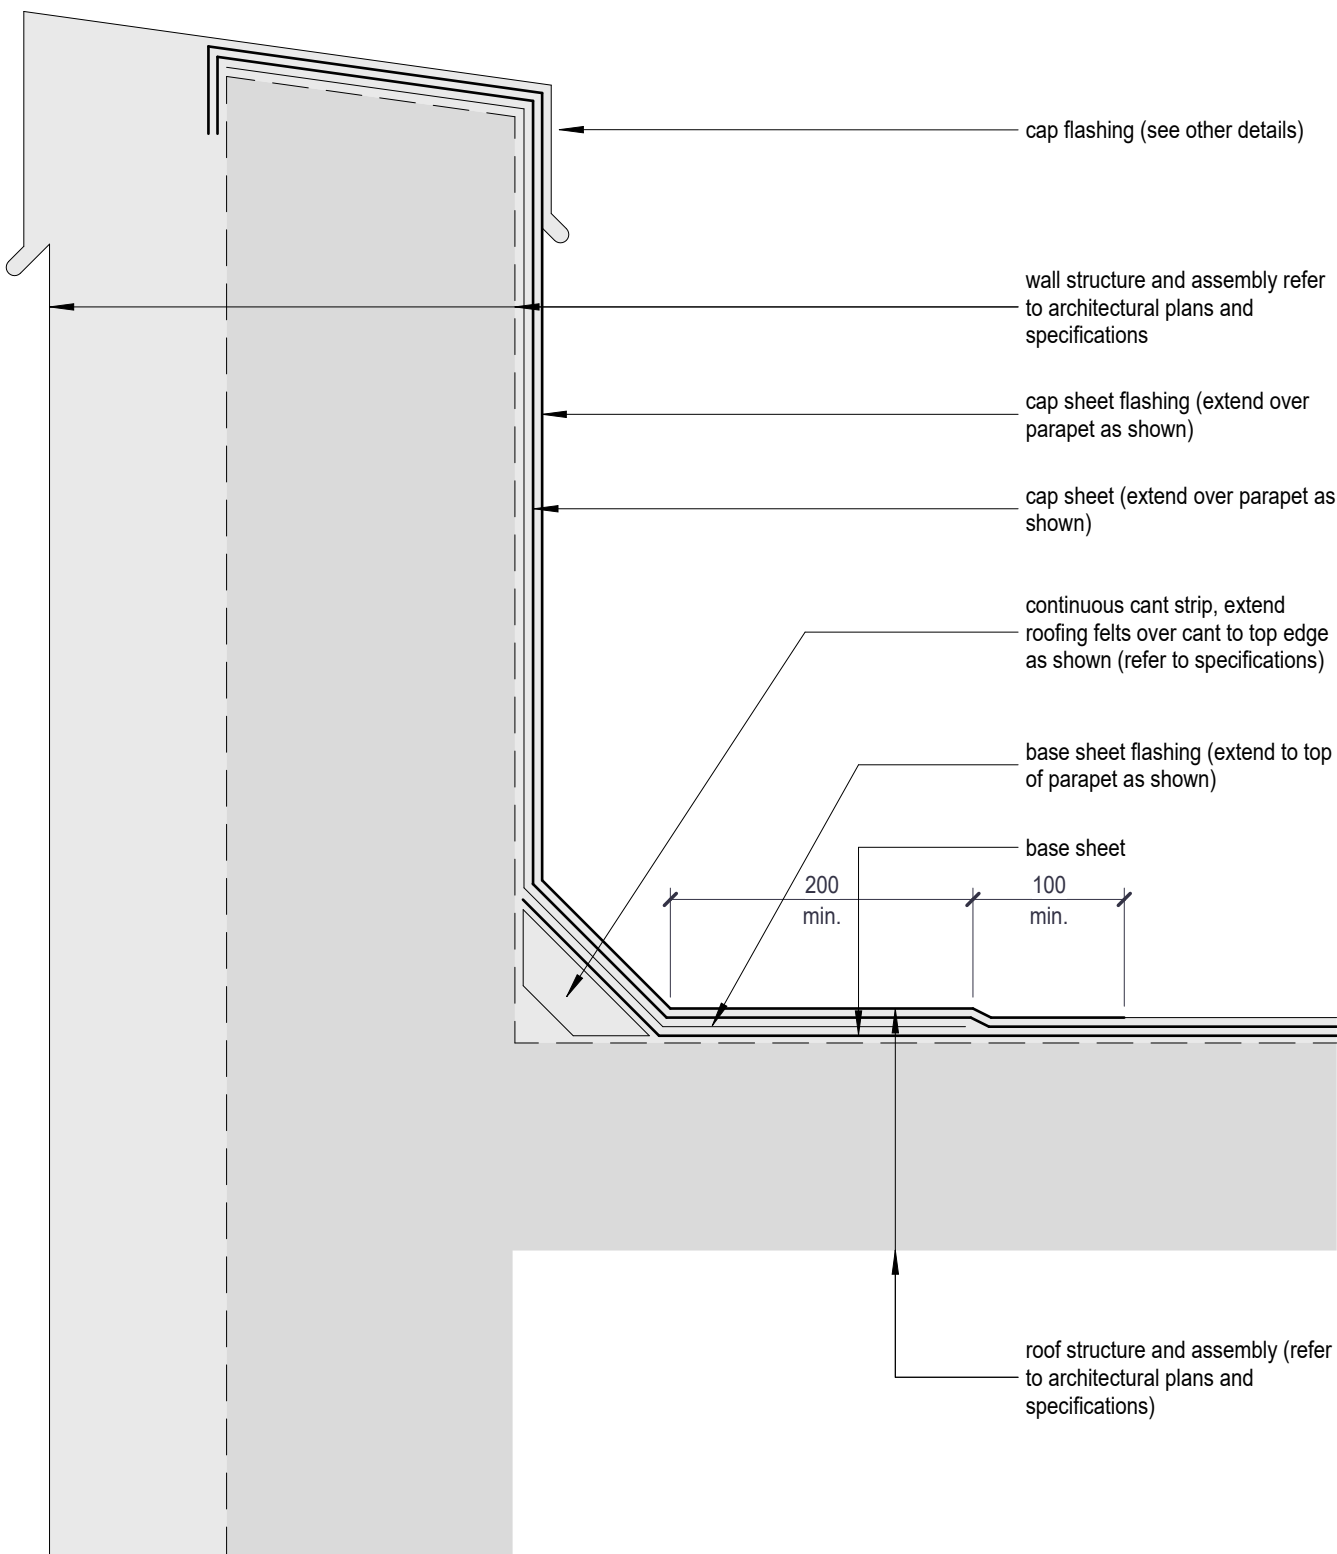 cap flashing (see other details)
wall structure and assembly refer
to architectural plans and
specifications
cap sheet flashing (extend over
parapet as shown)
cap sheet (extend over parapet as
shown)
continuous cant strip, extend
roofing felts over cant to top edge
as shown (refer to specifications)
base sheet flashing (extend to top
of parapet as shown)
base sheet
200
min.
100
min.
roof structure and assembly (refer
to architectural plans and
specifications)